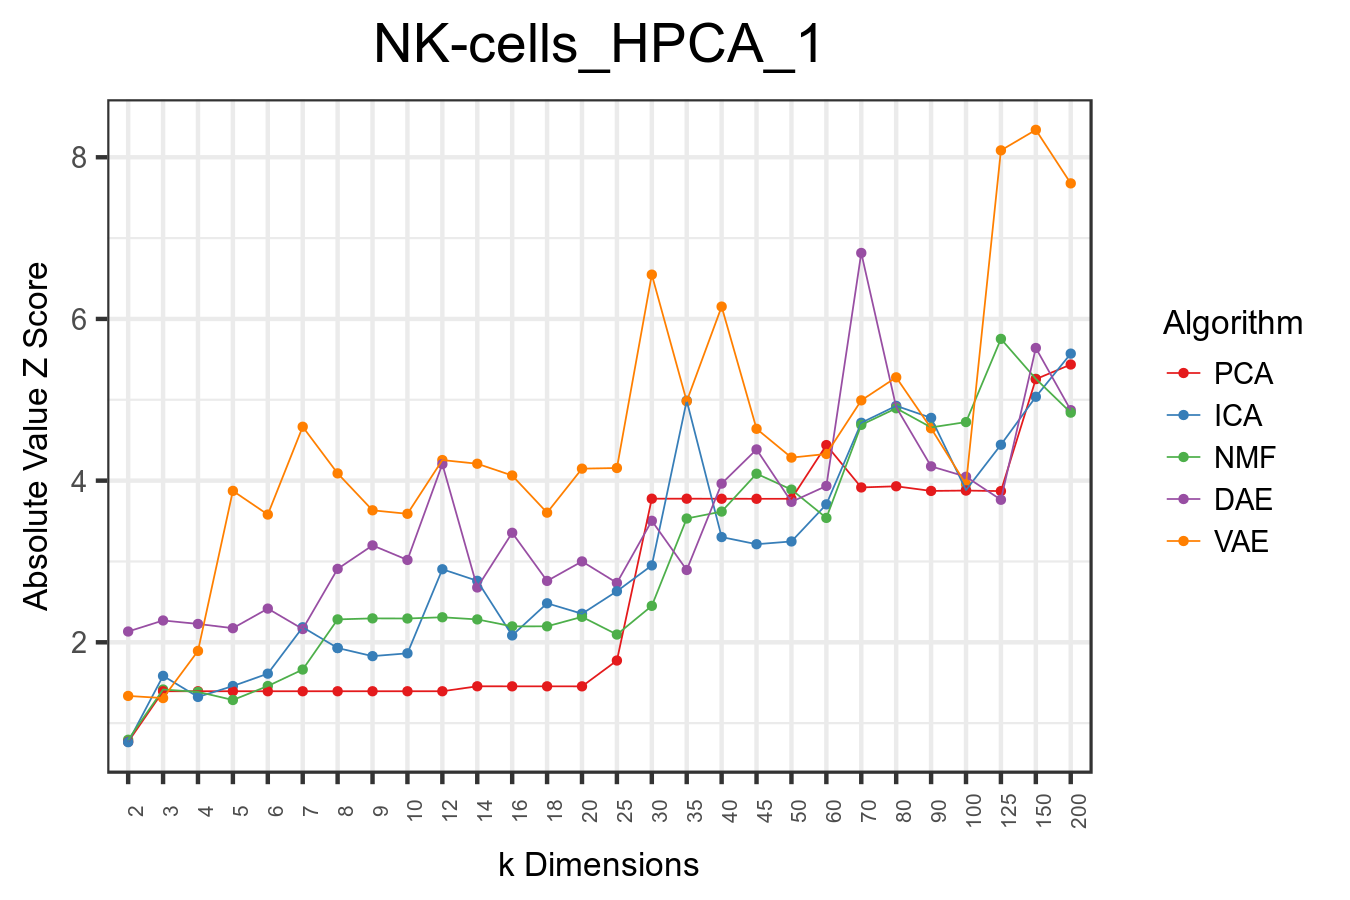 NK-cells_HPCA_1
Absolute Value Z Score
8
6
4
2
2 3 4 5 6 7 8 9 10 12 14 16 18 20 25 30 35 40 45 50 60 70 80 90 100 125 150 200
k Dimensions
Algorithm
PCA
ICA
NMF
DAE
VAE